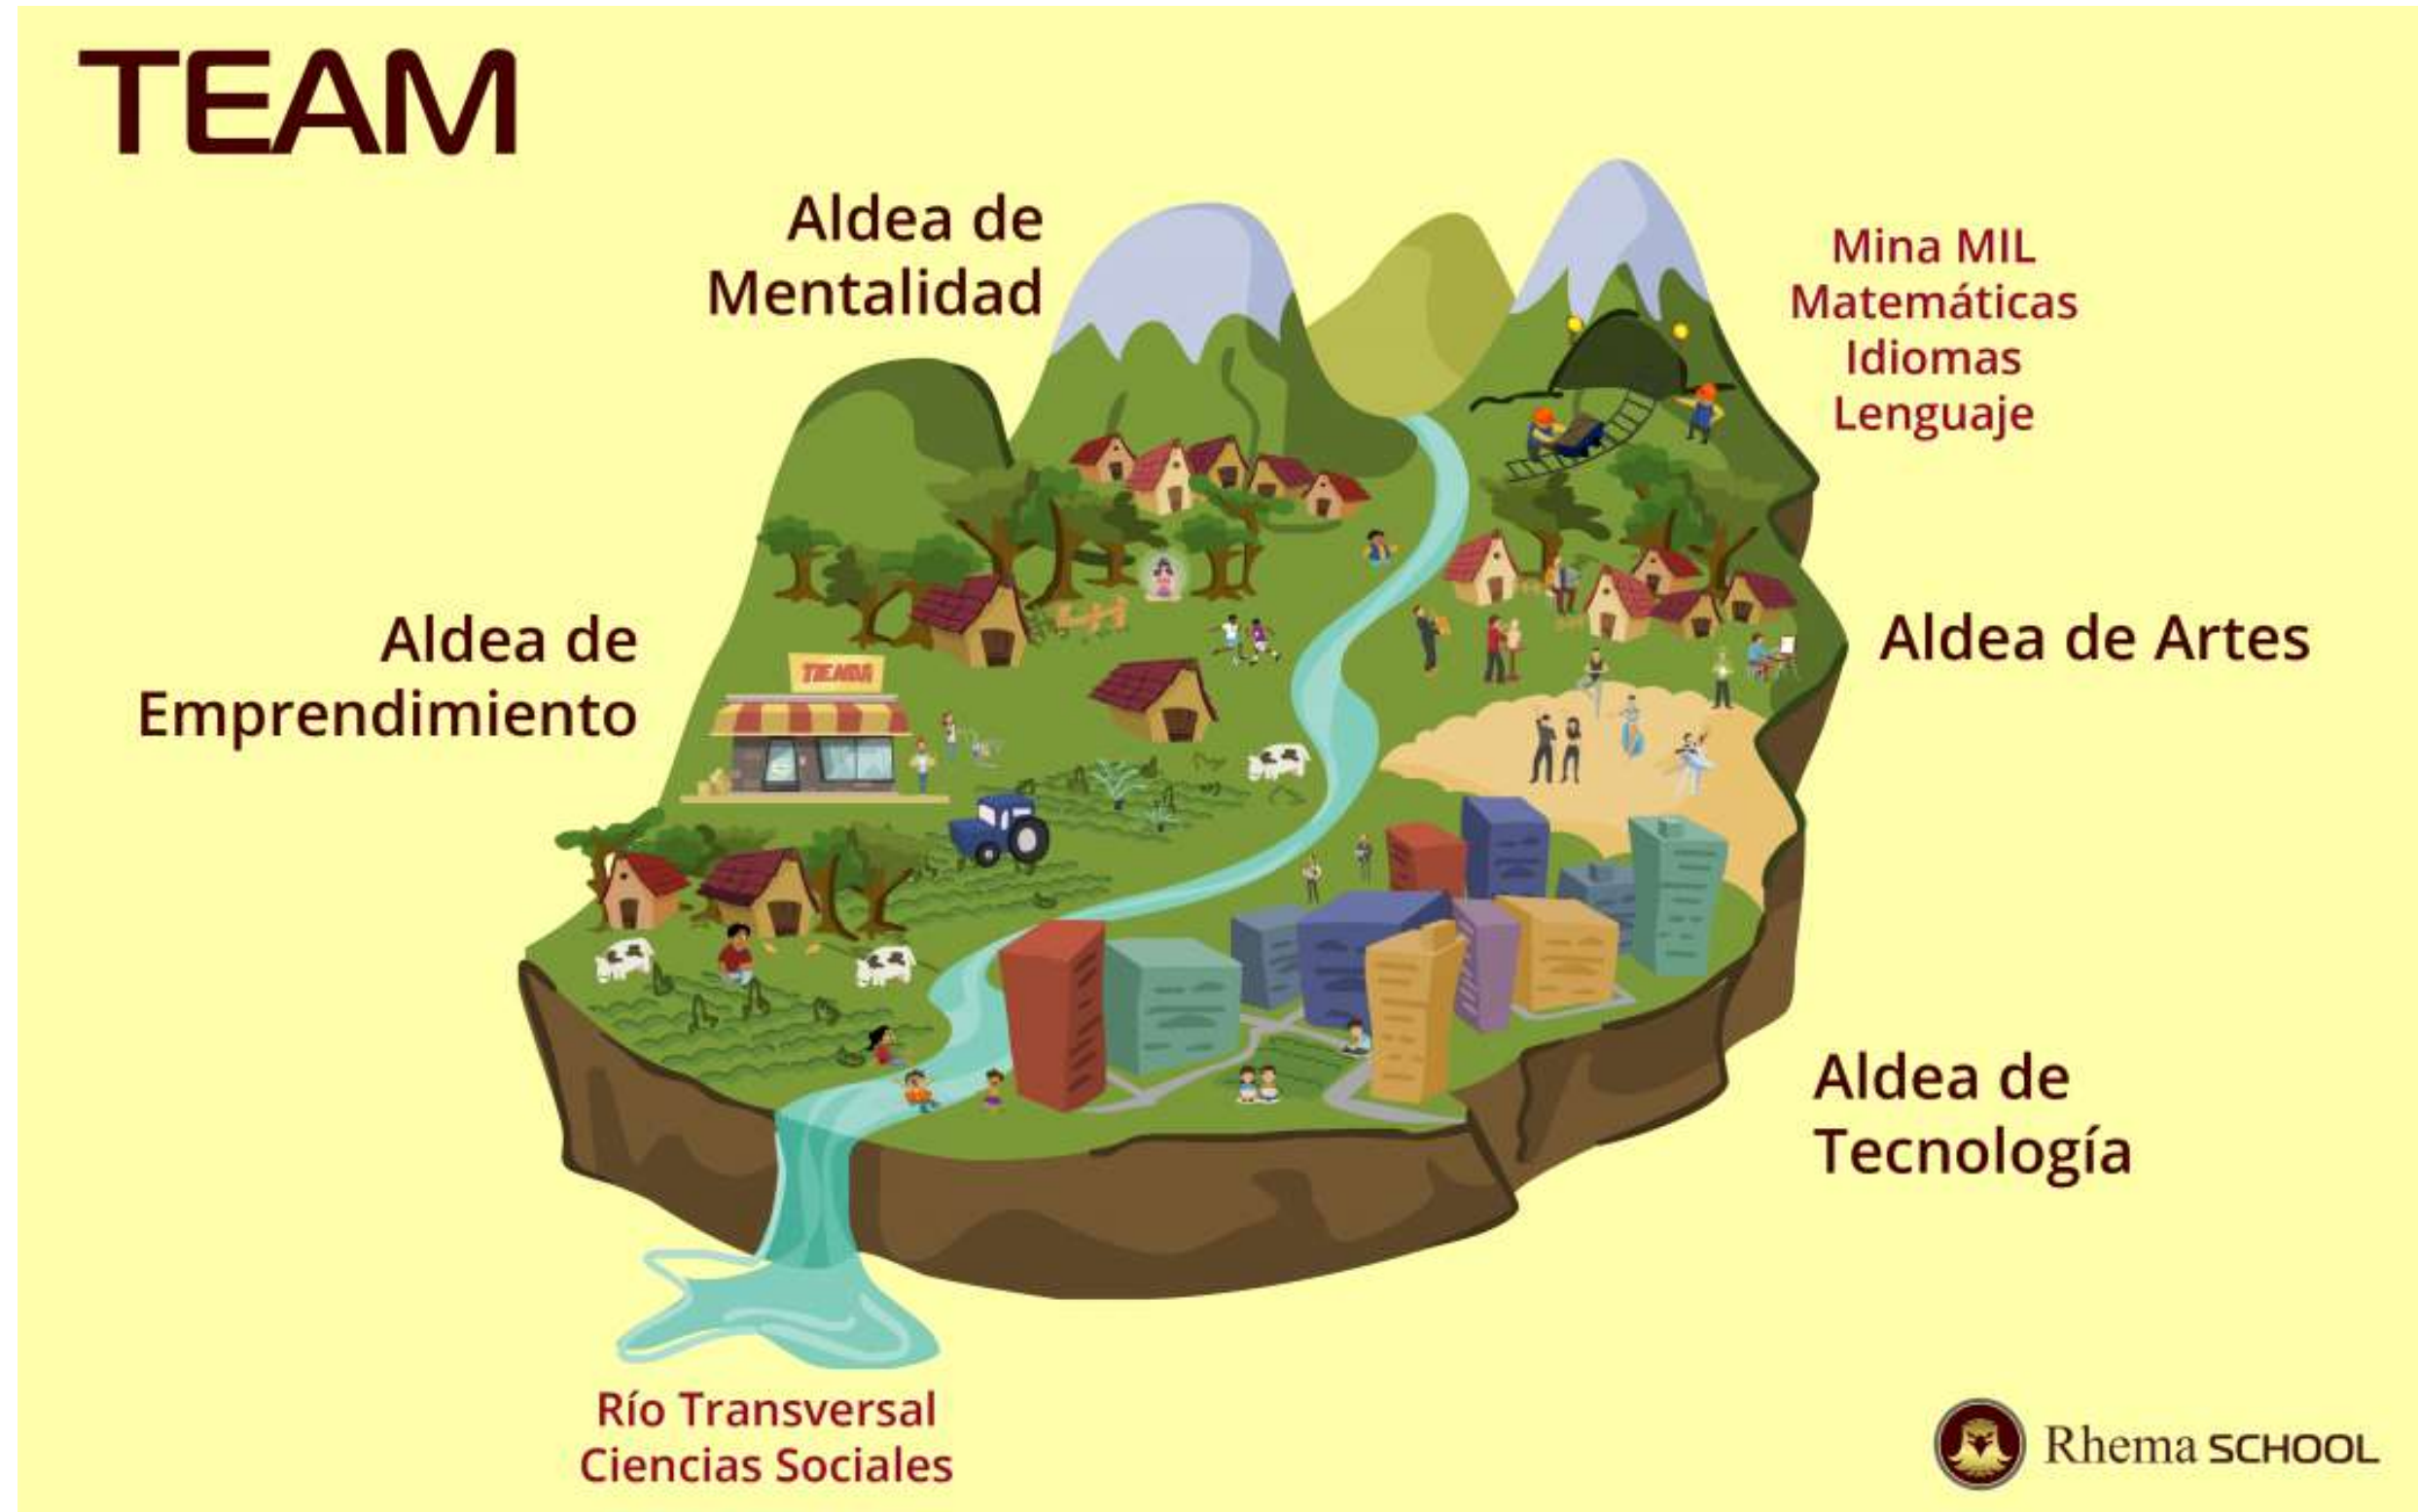 TEAM
Aldea de
Mentalidad
Mina MIL
Matemáticas
Idiomas
Lenguaje
Aldea de
Emprendimiento
TIENDA
Aldea de Artes
Aldea de
Tecnología
Río Transversal
Ciencias Sociales
Rhema SCHOOL